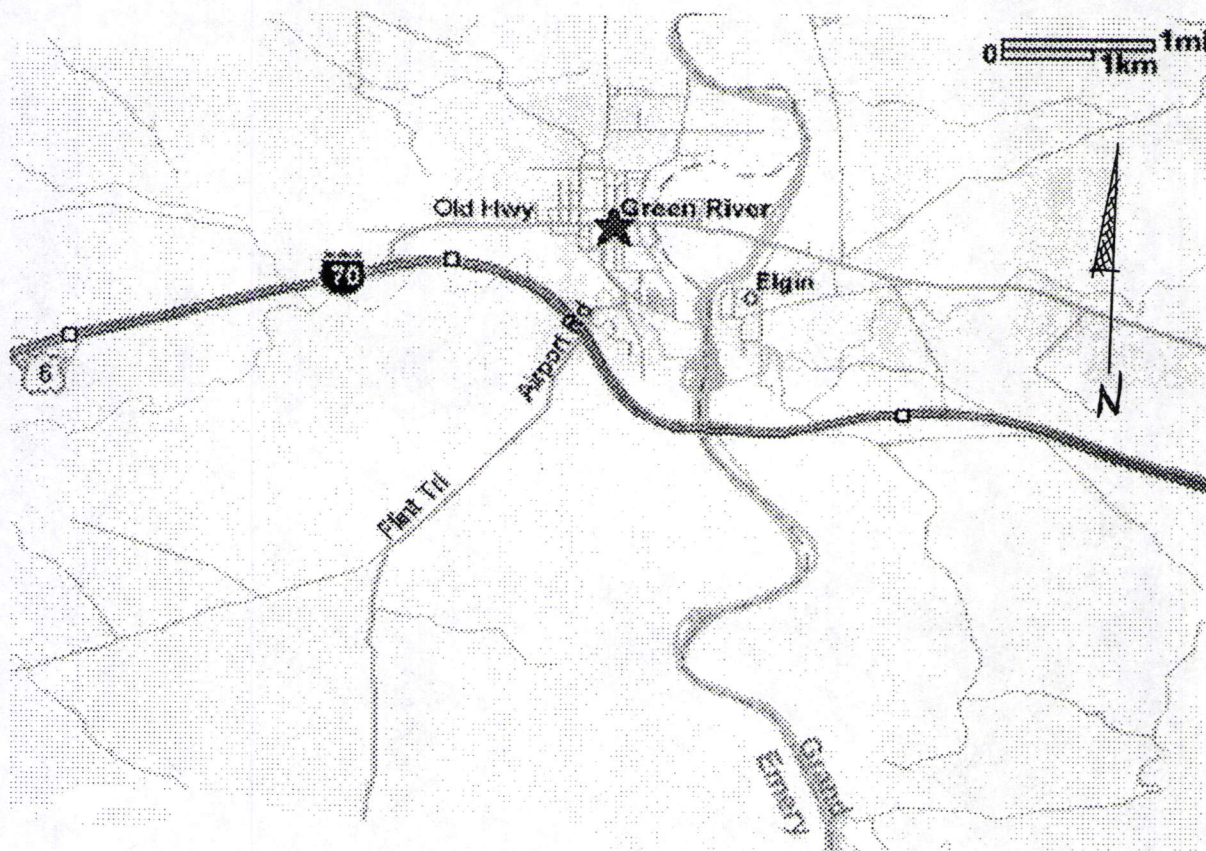 0 1mi
1km
Old Hwy
Green River
70
Elgin
6
Airport Rd
N
Flat Trl
Grand
Emery